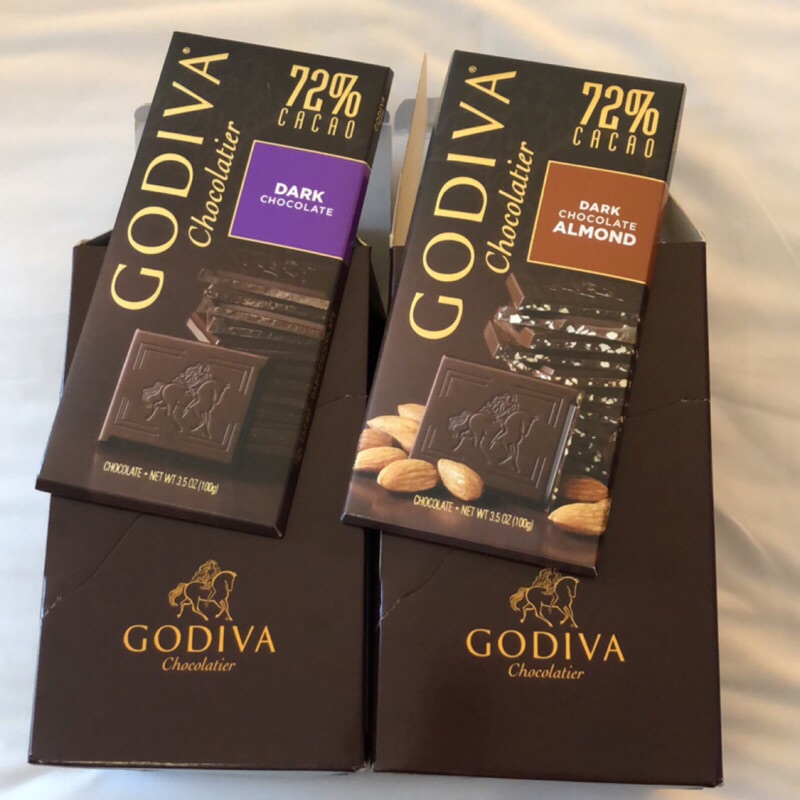 GODIVA®
Chocolatier
72%
CACAO
DARK
CHOCOLATE
CHOCOLATE • NET WT 3.5 OZ (100g)
GODIVA®
Chocolatier
72%
CACAO
DARK
CHOCOLATE
ALMOND
CHOCOLATE • NET WT 3.5 OZ (100g)
GODIVA
Chocolatier
GODIVA
Chocolatier